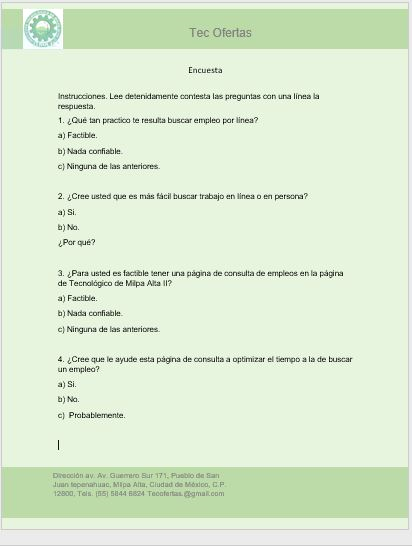 Tec Ofertas
Encuesta
Instrucciones. Lee detenidamente contesta las preguntas con una línea la
respuesta.
1. ¿Qué tan practico te resulta buscar empleo por línea?
a) Factible.
b) Nada confiable.
c) Ninguna de las anteriores.
2. ¿Cree usted que es más fácil buscar trabajo en línea o en persona?
a) Si.
b) No.
¿Por qué?
3. ¿Para usted es factible tener una página de consulta de empleos en la página
de Tecnológico de Milpa Alta II?
a) Factible.
b) Nada confiable.
c) Ninguna de las anteriores.
4. ¿Cree que le ayude esta página de consulta a optimizar el tiempo a la de buscar
un empleo?
a) Si.
b) No.
c) Probablemente.
Dirección av. Av. Guerrero Sur 171, Pueblo de San
Juan tepenahuac, Milpa Alta, Ciudad de México, C.P.
12800, Tels. (55) 5844 6824 Tecofertas.@gmail.com